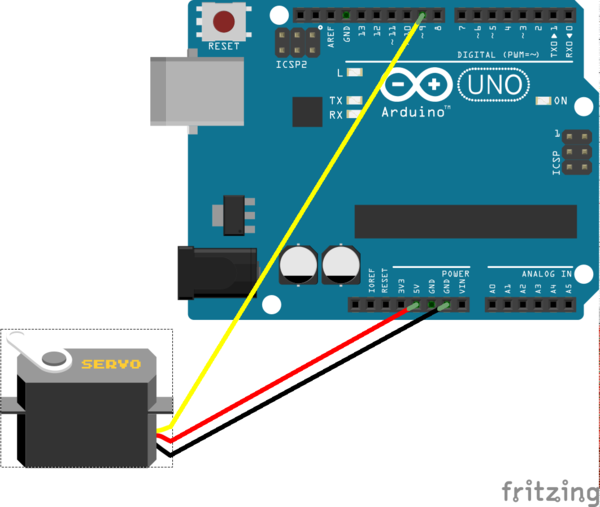 RESET
ICSP2
AREF
GND
13
12
~11
~10
~9
8
7
~6
~5
4
~3
2
TX0▶1
RX0◀0
DIGITAL (PWM=~)
L
TX
RX
Arduino™
UNO
ON
1
ICSP
POWER
ANALOG IN
IOREF
RESET
3V3
5V
GND
GND
VIN
A0
A1
A2
A3
A4
A5
SERVO
fritzing